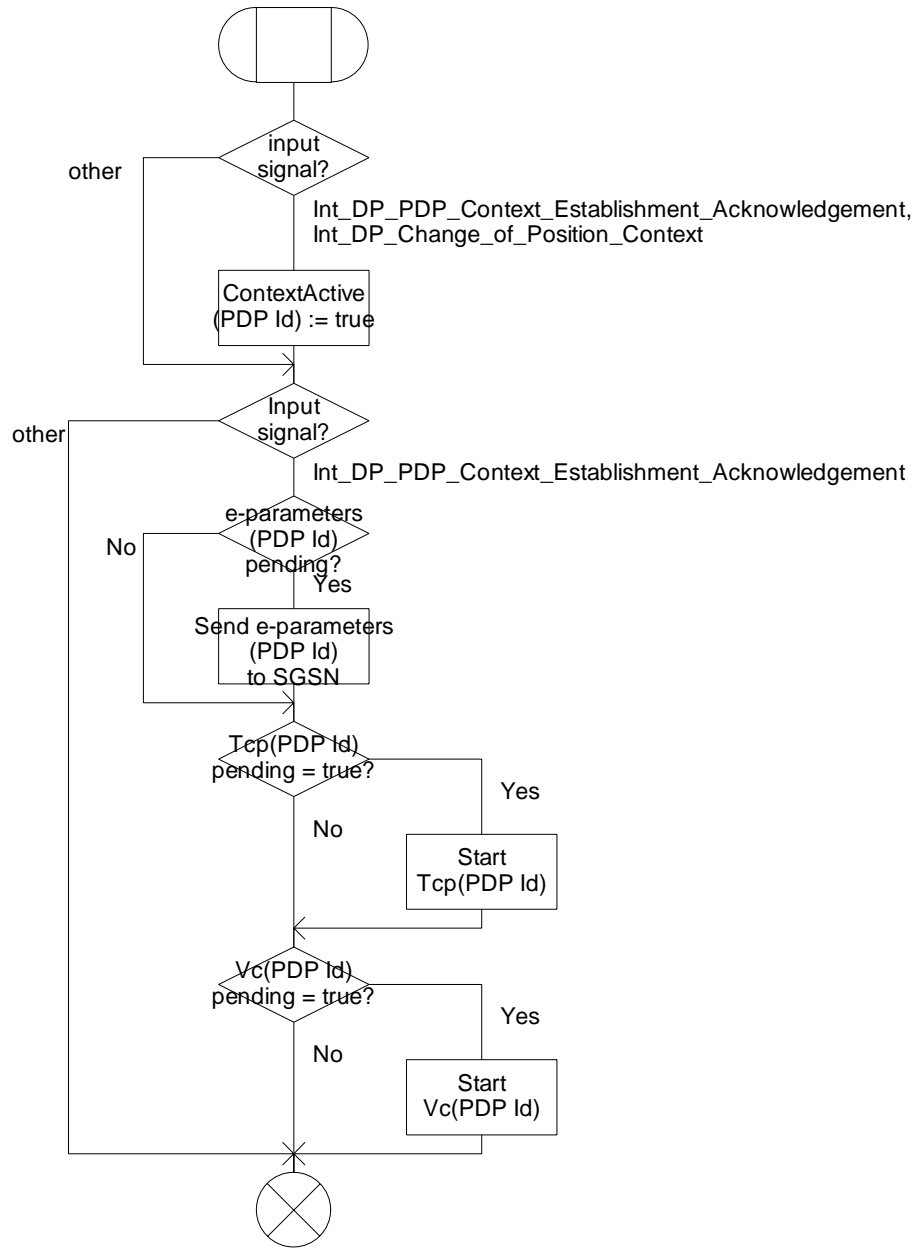 input
signal?
other
Int_DP_PDP_Context_Establishment_Acknowledgement,
Int_DP_Change_of_Position_Context
ContextActive
(PDP Id) := true
Input
signal?
other
Int_DP_PDP_Context_Establishment_Acknowledgement
e-parameters
(PDP Id)
pending?
No
Yes
Send e-parameters
(PDP Id)
to SGSN
Tcp(PDP Id)
pending = true?
Yes
No
Start
Tcp(PDP Id)
Vc(PDP Id)
pending = true?
Yes
No
Start
Vc(PDP Id)